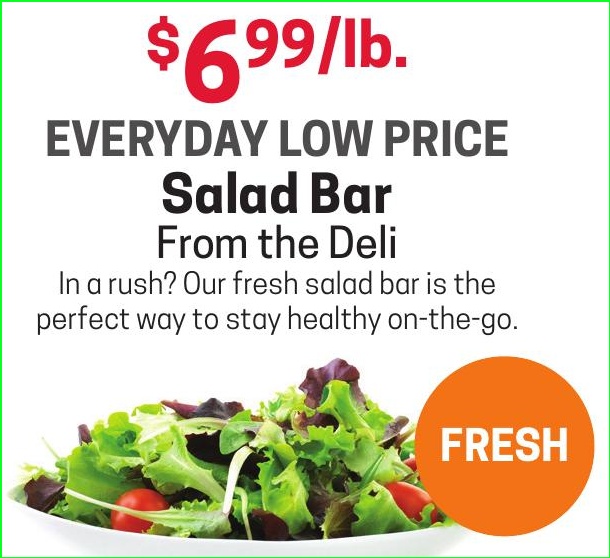 $6.99/lb.
EVERYDAY LOW PRICE
Salad Bar
From the Deli
In a rush? Our fresh salad bar is the
perfect way to stay healthy on-the-go.
FRESH